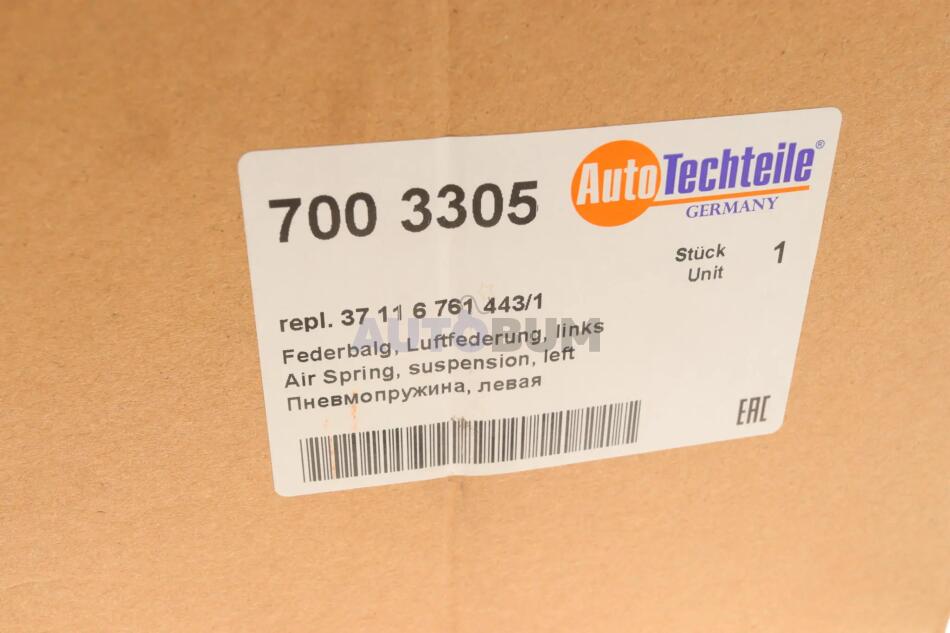 700 3305
AutoTechteile®
GERMANY
Stück 1
Unit
repl. 37 11 6 761 443/1
Federbalg, Luftfederung, links
Air Spring, suspension, left
Пневмопружина, левая
EAC
AUTOBUM